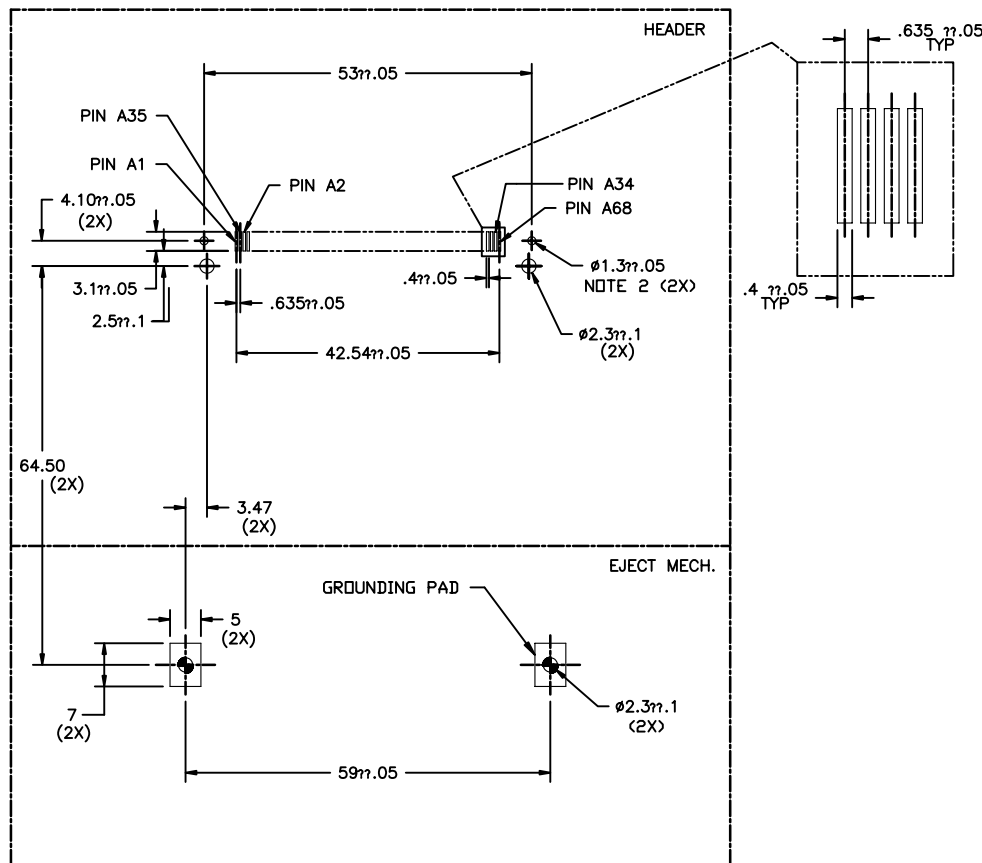 HEADER
.635 ??.05
TYP
53??.05
PIN A35
PIN A1
PIN A2
PIN A34
PIN A68
4.10??.05
(2X)
ø1.3??.05
NOTE 2 (2X)
3.1??.05
.635??.05
.4??.05
.4 ??.05
TYP
2.5??.1
ø2.3??.1
(2X)
42.54??.05
64.50
(2X)
3.47
(2X)
EJECT MECH.
GROUNDING PAD
5
(2X)
7
(2X)
ø2.3??.1
(2X)
59??.05